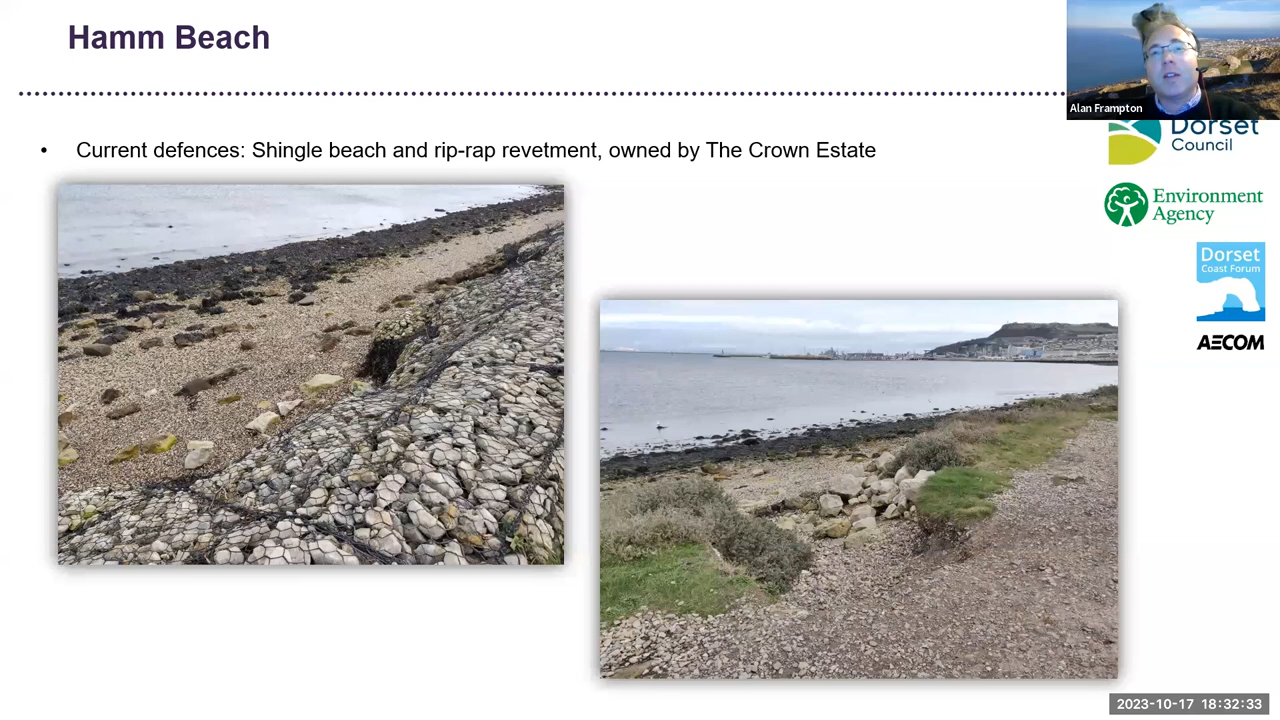 Hamm Beach
Alan Frampton
• Current defences: Shingle beach and rip-rap revetment, owned by The Crown Estate
Dorset
Council
Environment
Agency
Dorset
Coast Forum
AECOM
2023-10-17 18:32:33